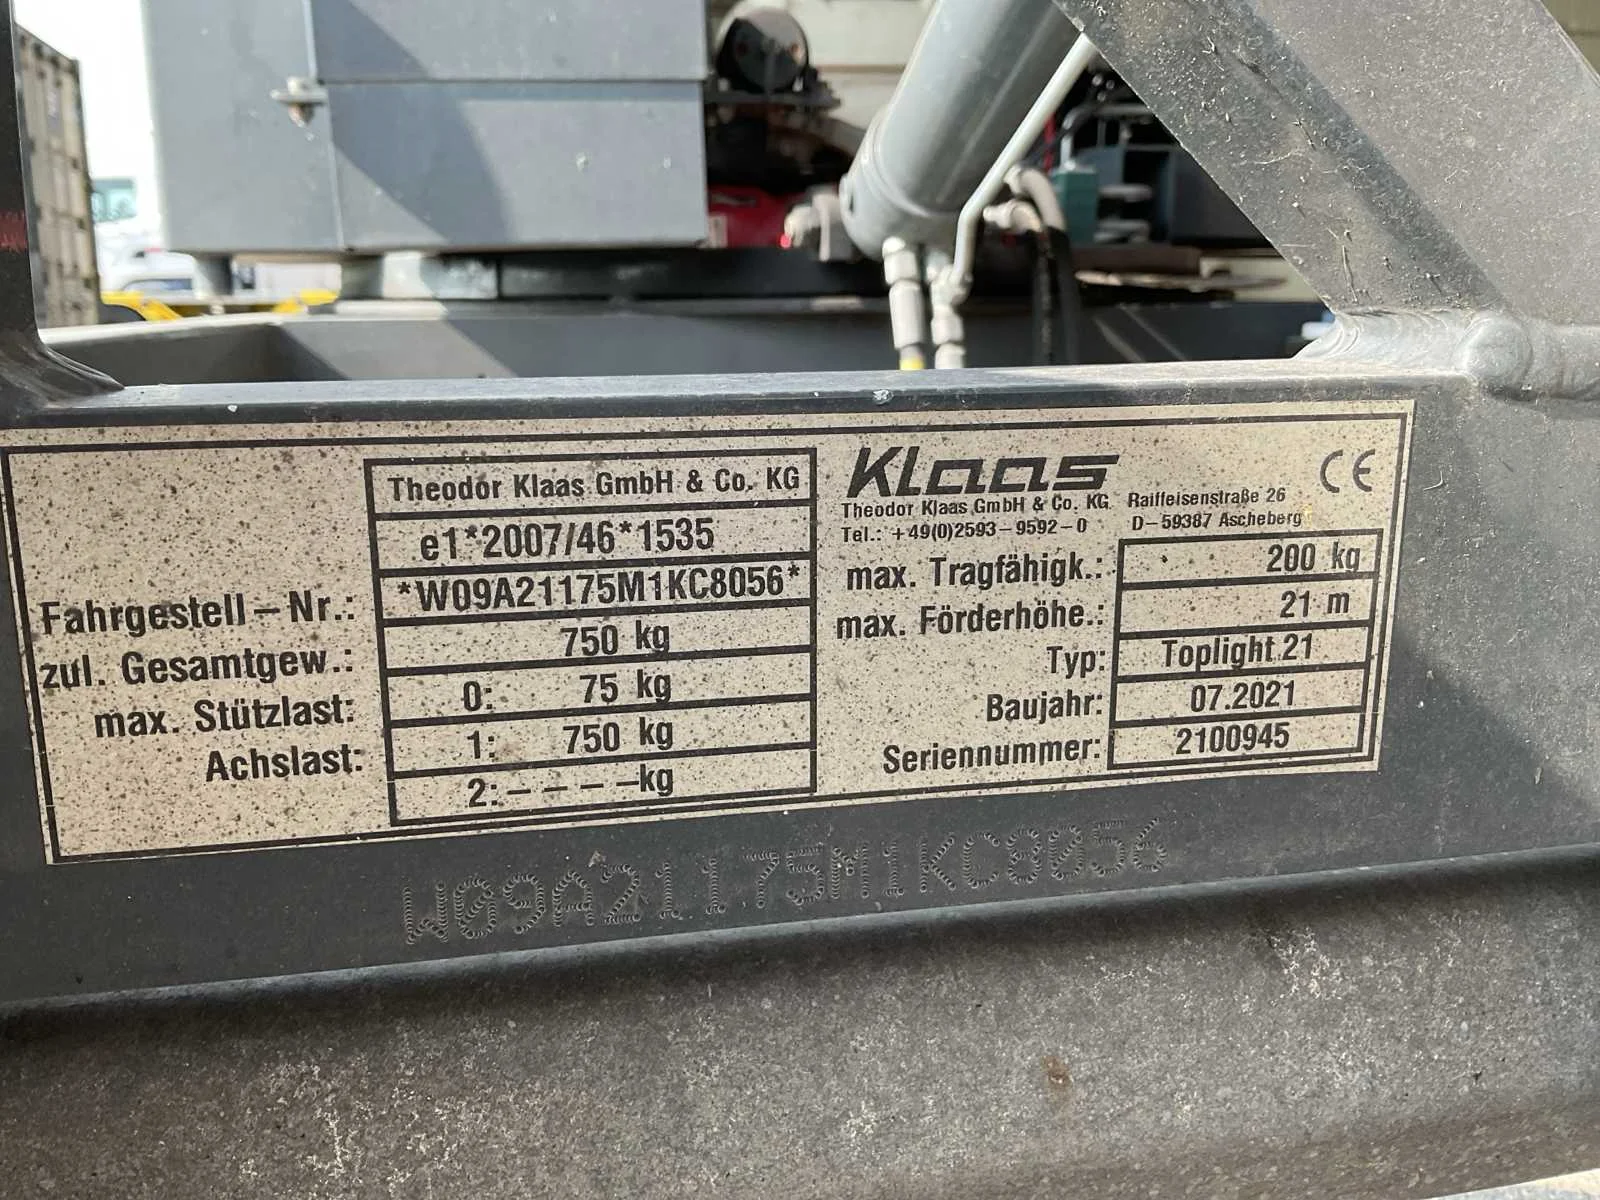 Theodor Klaas GmbH & Co. KG
e1*2007/46*1535
Fahrgestell-Nr.: *W09A21175M1KC8056*
zul. Gesamtgew.: 750 kg
max. Stützlast: 0: 75 kg
Achslast: 1: 750 kg
2:- - - - -kg
Klaas
CE
Theodor Klaas GmbH & Co. KG Raiffeisenstraße 26
Tel.: +49(0)2593-9592-0 D-59387 Ascheberg
max. Tragfähigk.: 200 kg
max. Förderhöhe.: 21 m
Typ: Toplight 21
Baujahr: 07.2021
Seriennummer: 2100945
W09A21175M1KC8056